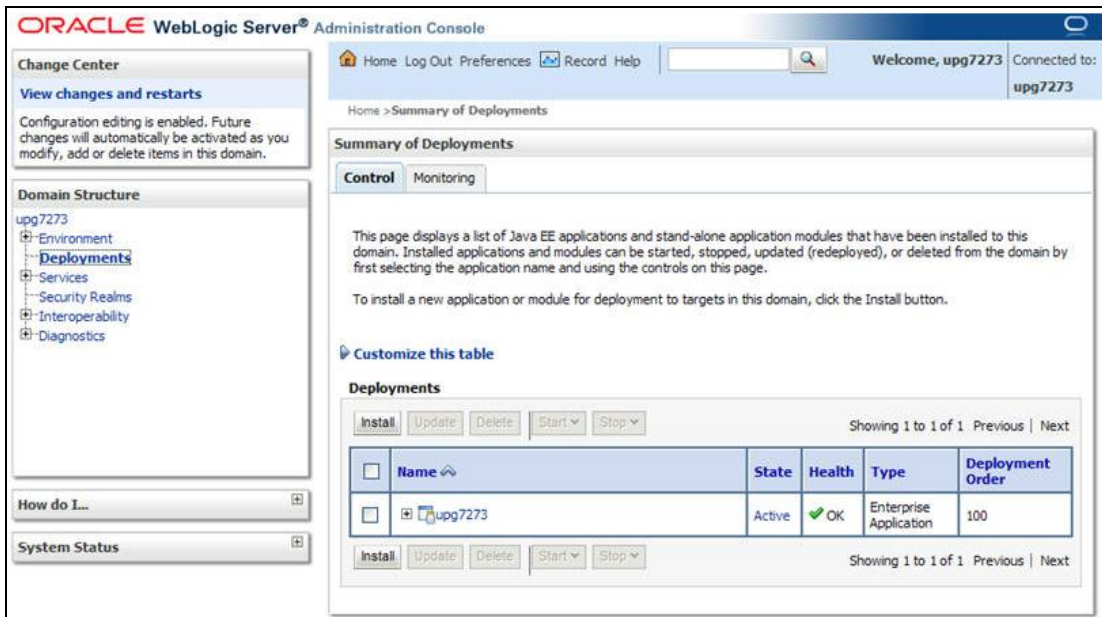 ORACLE WebLogic Server® Administration Console
Change Center
View changes and restarts
Configuration editing is enabled. Future
changes will automatically be activated as you
modify, add or delete items in this domain.
Domain Structure
upg7273
Environment
Deployments
Services
Security Realms
Interoperability
Diagnostics
How do I...
System Status
Home Log Out Preferences Record Help
Welcome, upg7273
Connected to:
upg7273
Home >Summary of Deployments
Summary of Deployments
Control Monitoring
This page displays a list of Java EE applications and stand-alone application modules that have been installed to this
domain. Installed applications and modules can be started, stopped, updated (redeployed), or deleted from the domain by
first selecting the application name and using the controls on this page.
To install a new application or module for deployment to targets in this domain, click the Install button.
Customize this table
Deployments
Install Update Delete Start Stop Showing 1 to 1 of 1 Previous | Next
Name State Health Type Deployment
Order
upg7273 Active OK Enterprise
Application 100
Install Update Delete Start Stop Showing 1 to 1 of 1 Previous | Next